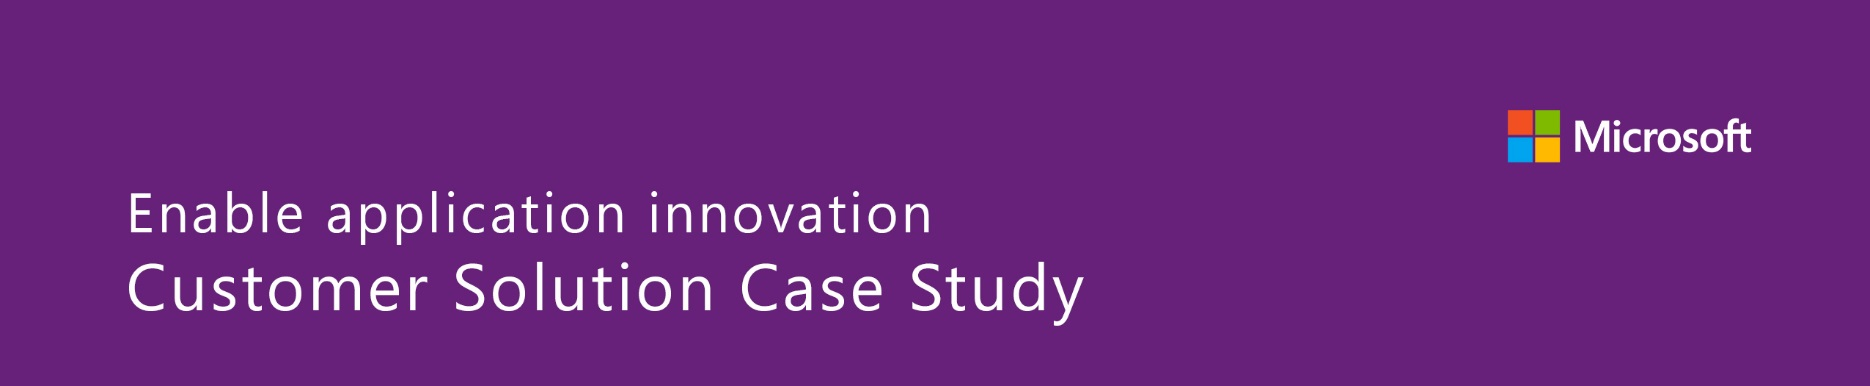 Microsoft
Enable application innovation
Customer Solution Case Study